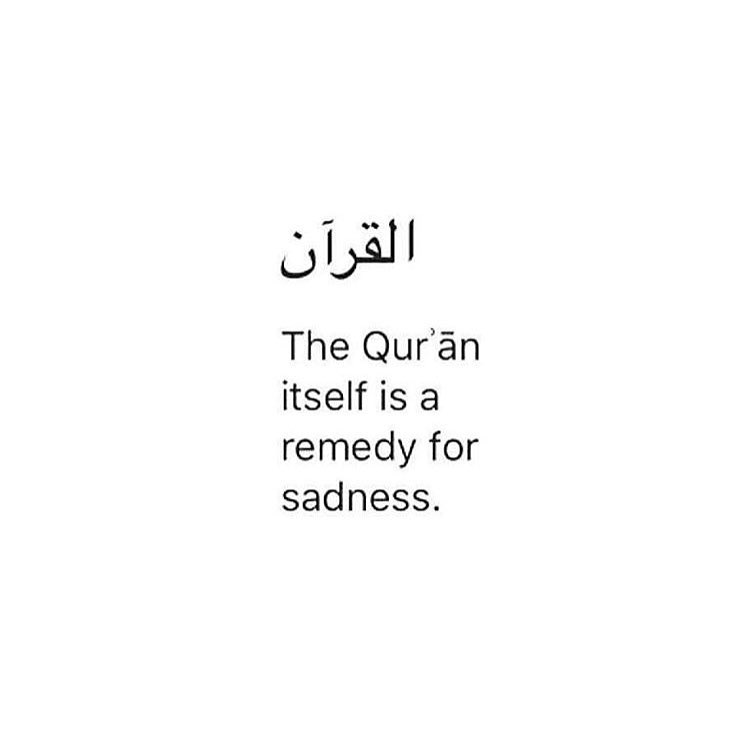 القرآن
The Qurʾān
itself is a
remedy for
sadness.